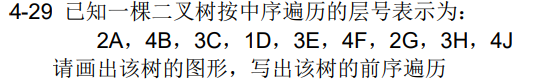 4-29 已知一棵二叉树按中序遍历的层号表示为：
2A，4B，3C，1D，3E，4F，2G，3H，4J
请画出该树的图形，写出该树的前序遍历